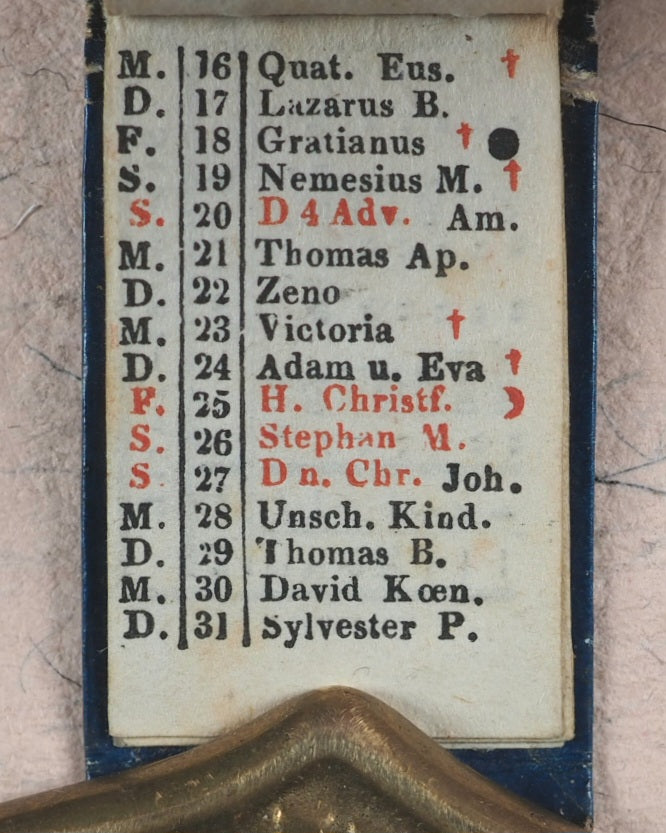 M. 16 Quat. Eus. †
D. 17 Lazarus B.
F. 18 Gratianus † ●
S. 19 Nemesius M. †
S. 20 D 4 Adv. Am.
M. 21 Thomas Ap.
D. 22 Zeno
M. 23 Victoria †
D. 24 Adam u. Eva †
F. 25 H. Christf. ☽
S. 26 Stephan M.
S 27 D n. Chr. Joh.
M. 28 Unsch. Kind.
D. 29 Thomas B.
M. 30 David Kœn.
D. 31 Sylvester P.